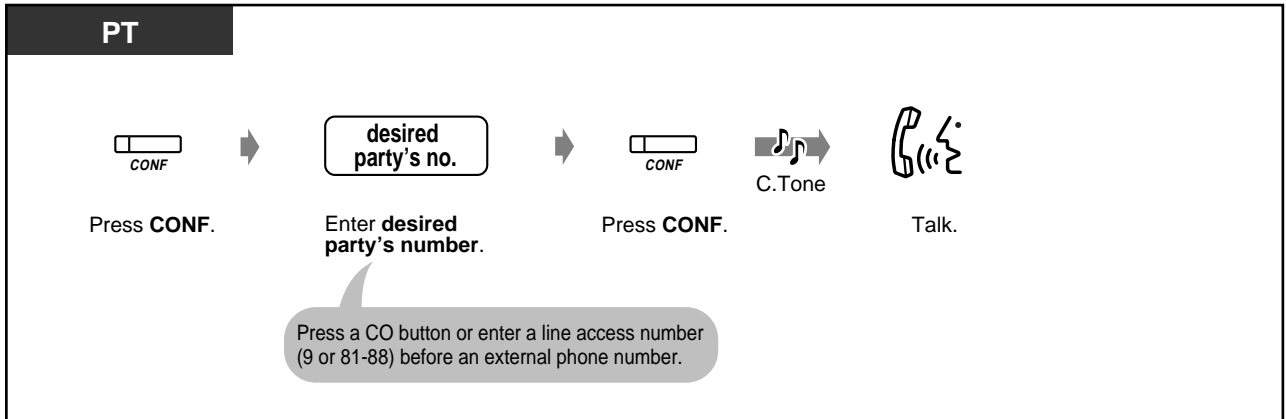 PT
CONF
desired
party’s no.
CONF
C.Tone
Press CONF.
Enter desired
party’s number.
Press CONF.
Talk.
Press a CO button or enter a line access number
(9 or 81-88) before an external phone number.